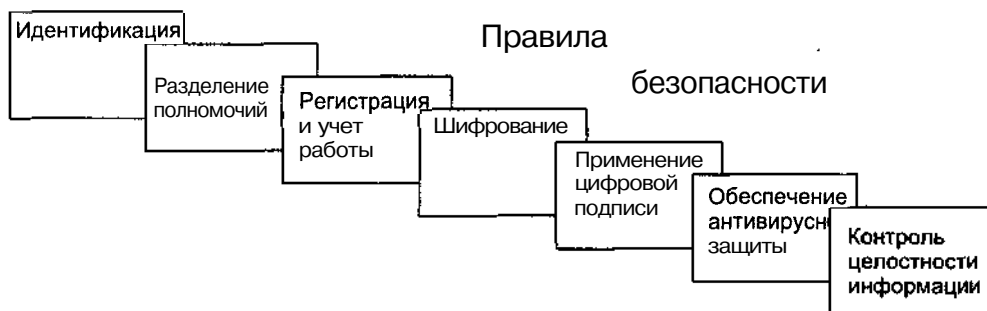 Идентификация
Правила
безопасности
Разделение
полномочий
Регистрация
и учет
работы
Шифрование
Применение
цифровой
подписи
Обеспечение
антивирусн
защиты
Контроль
целостности
информации